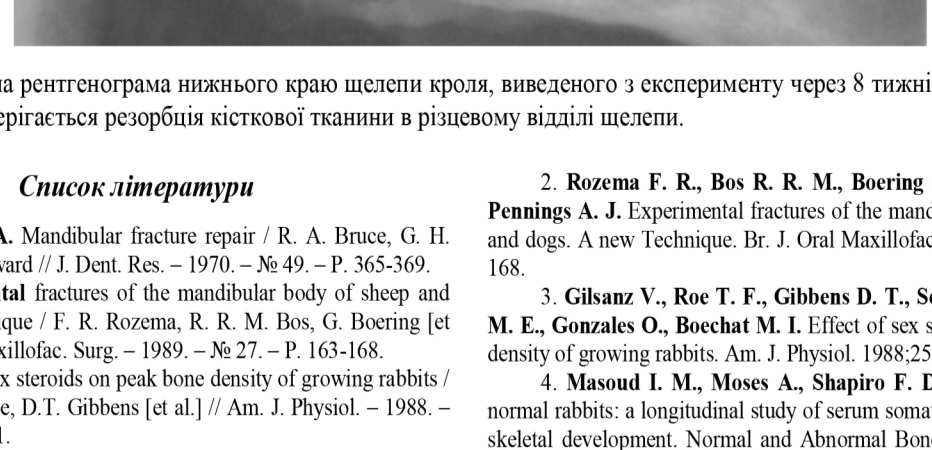 на рентгенограма нижнього краю щелепи кроля, виведеного з експерименту через 8 тижні
ерігається резорбція кісткової тканини в різцевому відділі щелепи.
Список літератури
A. Mandibular fracture repair / R. A. Bruce, G. H.
vard // J. Dent. Res. – 1970. – № 49. – P. 365-369.
tal fractures of the mandibular body of sheep and
ique / F. R. Rozema, R. R. M. Bos, G. Boering [et
xillofac. Surg. – 1989. – № 27. – P. 163-168.
x steroids on peak bone density of growing rabbits /
e, D.T. Gibbens [et al.] // Am. J. Physiol. – 1988. –
1.
2. Rozema F. R., Bos R. R. M., Boering
Pennings A. J. Experimental fractures of the mand
and dogs. A new Technique. Br. J. Oral Maxillofac
168.
3. Gilsanz V., Roe T. F., Gibbens D. T., Sc
M. E., Gonzales O., Boechat M. I. Effect of sex s
density of growing rabbits. Am. J. Physiol. 1988;25
4. Masoud I. M., Moses A., Shapiro F. D
normal rabbits: a longitudinal study of serum soma
skeletal development. Normal and Abnormal Bon